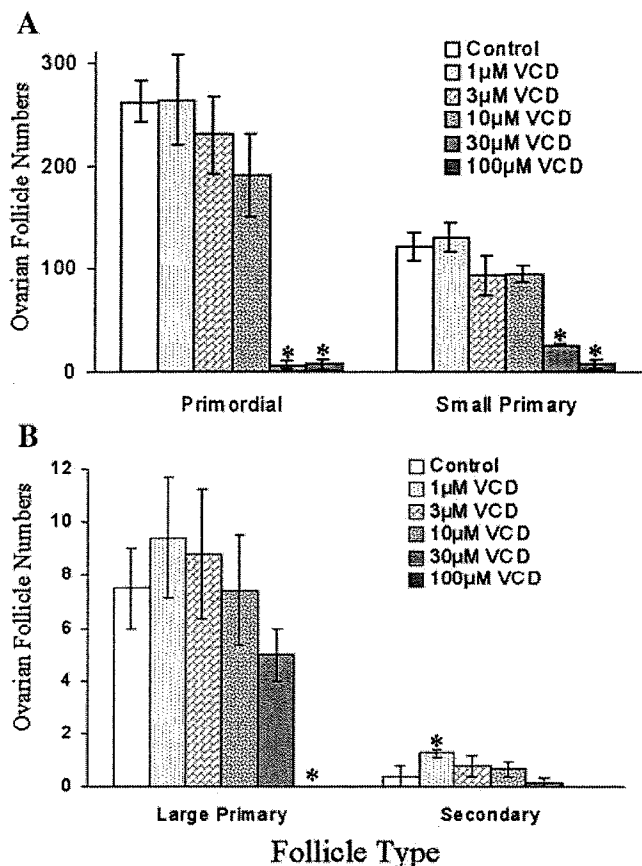 A
Ovarian Follicle Numbers
300
200
100
0
Control
1µM VCD
3µM VCD
10µM VCD
30µM VCD
100µM VCD
* *
* *
Primordial
Small Primary
B
Ovarian Follicle Numbers
12
10
8
6
4
2
0
Control
1µM VCD
3µM VCD
10µM VCD
30µM VCD
100µM VCD
*
*
Large Primary
Secondary
Follicle Type